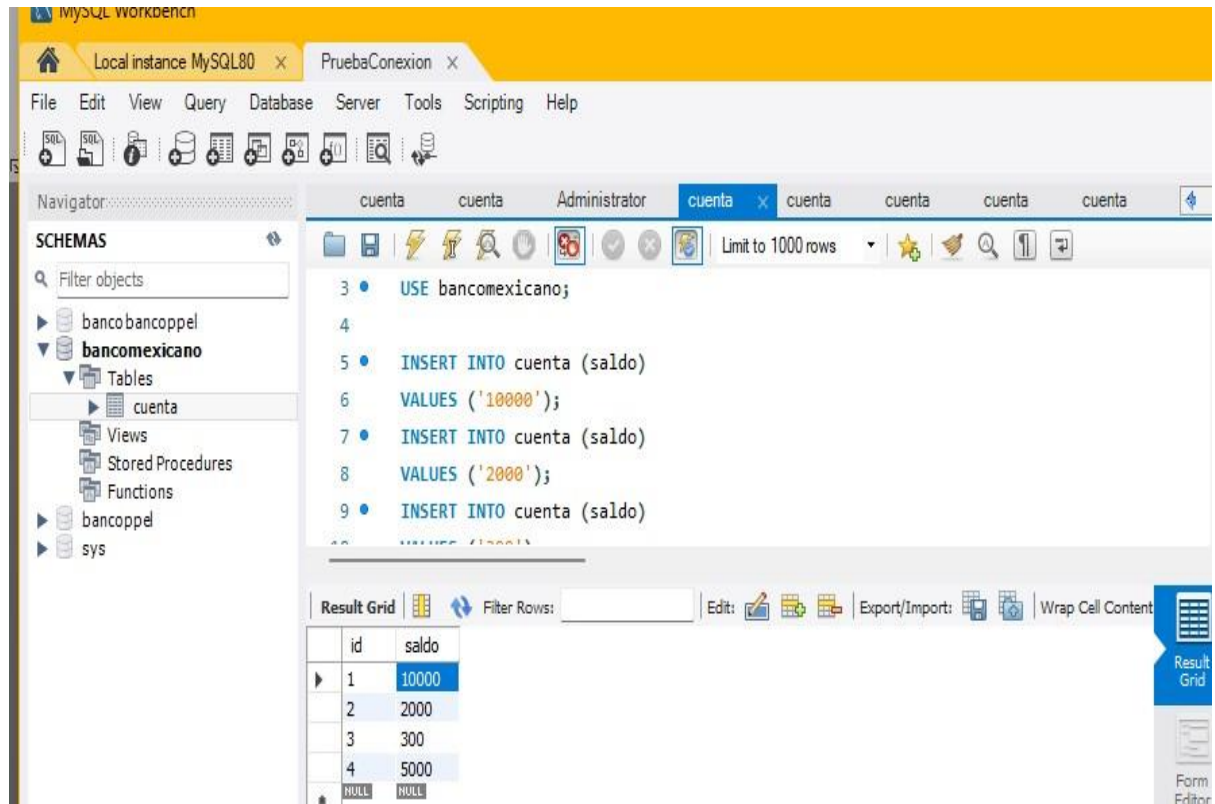 MySQL Workbench
Local instance MySQL80 × PruebaConexion ×
File Edit View Query Database Server Tools Scripting Help
Navigator
cuenta cuenta Administrator cuenta × cuenta cuenta cuenta cuenta
SCHEMAS
Limit to 1000 rows
Filter objects
bancobancoppel
bancomexicano
Tables
cuenta
Views
Stored Procedures
Functions
bancoppel
sys
3 USE bancomexicano;
4
5 INSERT INTO cuenta (saldo)
6 VALUES ('10000');
7 INSERT INTO cuenta (saldo)
8 VALUES ('2000');
9 INSERT INTO cuenta (saldo)
Result Grid Filter Rows: Edit: Export/Import: Wrap Cell Content
id saldo
1 10000
2 2000
3 300
4 5000
NULL NULL
Result
Grid
Form
Editor